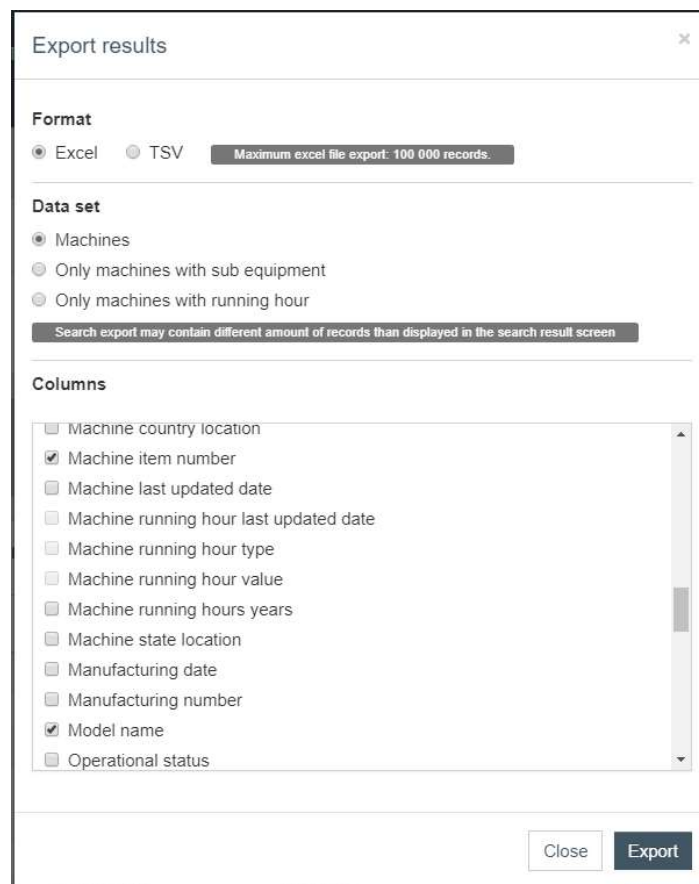 Export results
×
Format
Excel TSV Maximum excel file export: 100 000 records.
Data set
Machines
Only machines with sub equipment
Only machines with running hour
Search export may contain different amount of records than displayed in the search result screen
Columns
Machine country location
Machine item number
Machine last updated date
Machine running hour last updated date
Machine running hour type
Machine running hour value
Machine running hours years
Machine state location
Manufacturing date
Manufacturing number
Model name
Operational status
Close Export